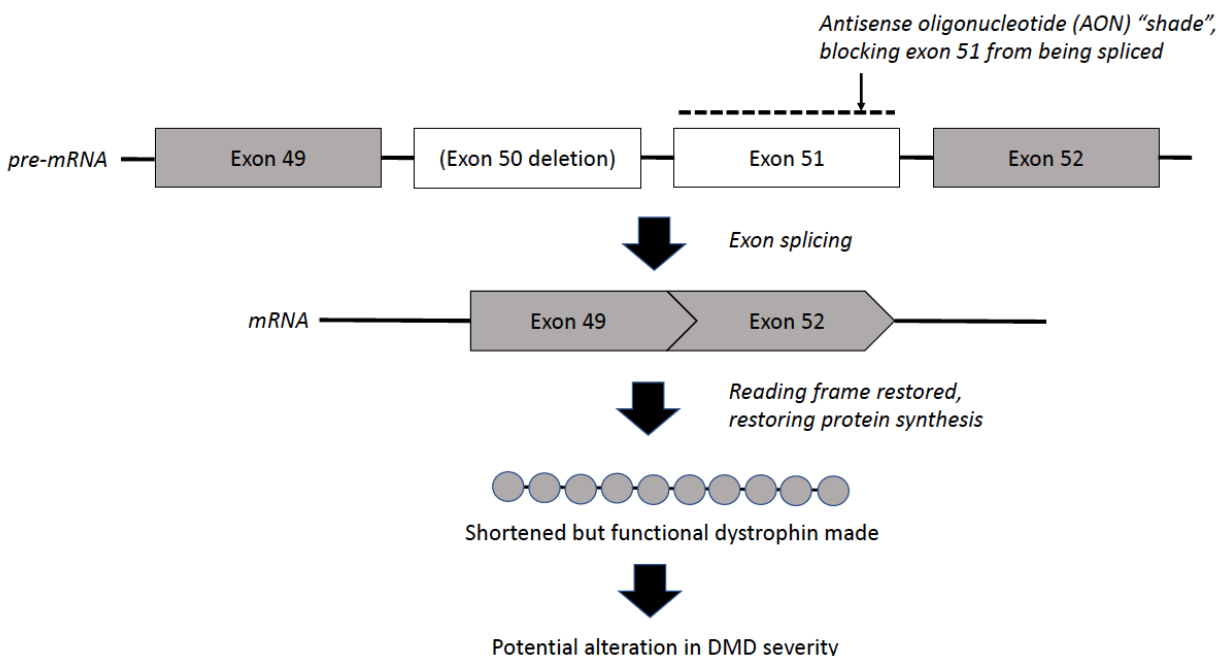 Antisense oligonucleotide (AON) “shade”,
blocking exon 51 from being spliced
pre-mRNA
Exon 49
(Exon 50 deletion)
Exon 51
Exon 52
Exon splicing
mRNA
Exon 49
Exon 52
Reading frame restored,
restoring protein synthesis
Shortened but functional dystrophin made
Potential alteration in DMD severity